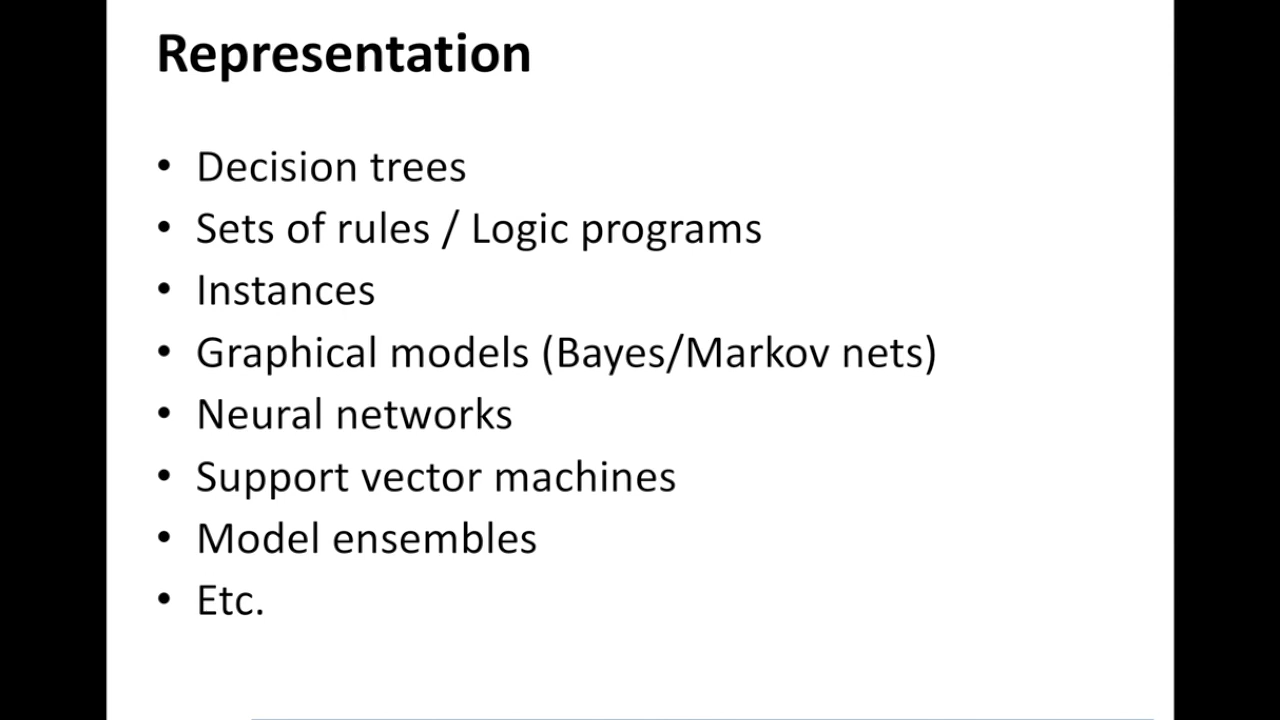 Representation
• Decision trees
• Sets of rules / Logic programs
• Instances
• Graphical models (Bayes/Markov nets)
• Neural networks
• Support vector machines
• Model ensembles
• Etc.